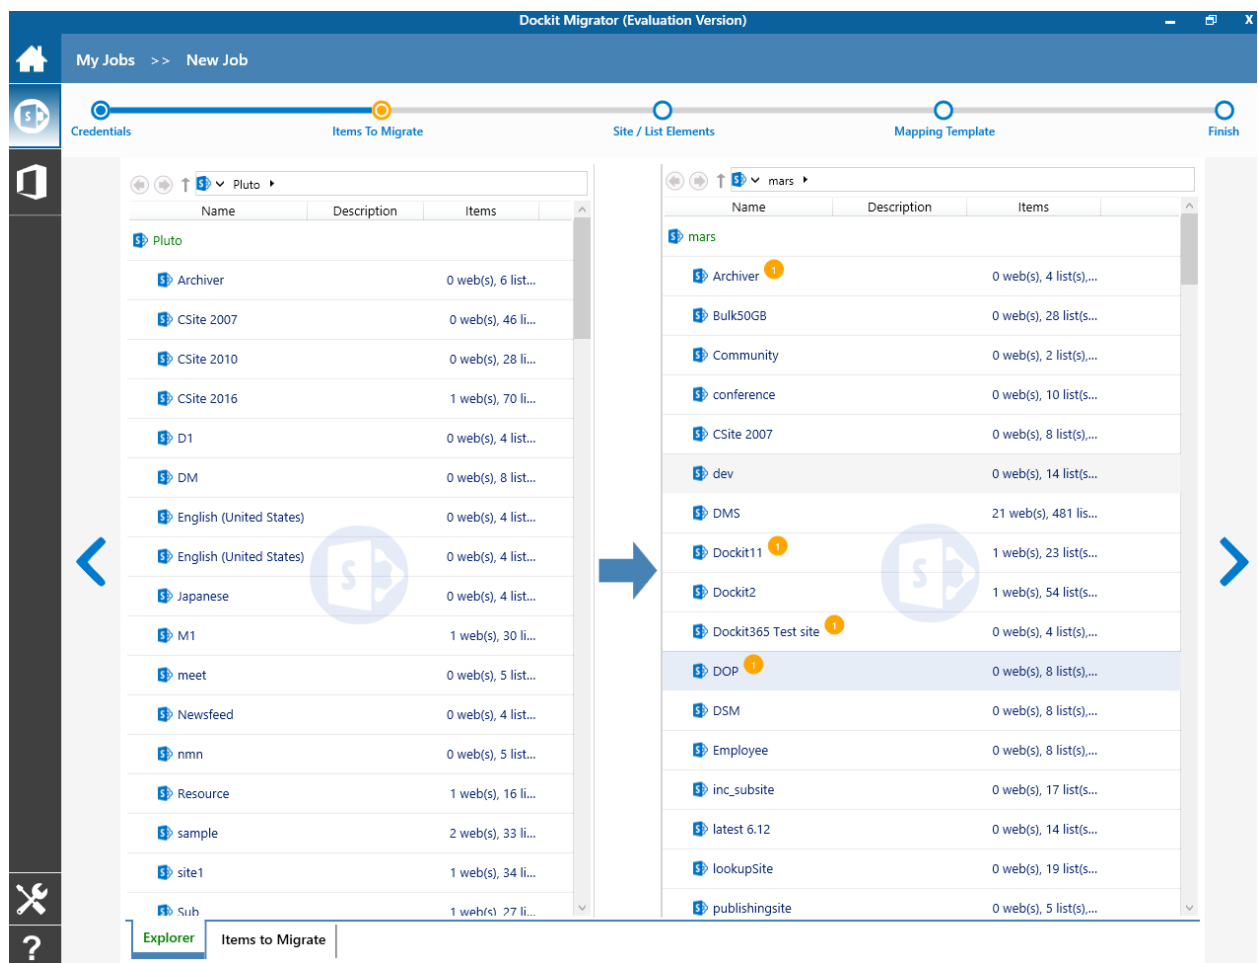 Dockit Migrator (Evaluation Version)
My Jobs >> New Job
Credentials
Items To Migrate
Site / List Elements
Mapping Template
Finish
Pluto
Name Description Items
Pluto
Archiver 0 web(s), 6 list...
CSite 2007 0 web(s), 46 li...
CSite 2010 0 web(s), 28 li...
CSite 2016 1 web(s), 70 li...
D1 0 web(s), 4 list...
DM 0 web(s), 8 list...
English (United States) 0 web(s), 4 list...
English (United States) 0 web(s), 4 list...
Japanese 0 web(s), 4 list...
M1 1 web(s), 30 li...
meet 0 web(s), 5 list...
Newsfeed 0 web(s), 4 list...
nmn 0 web(s), 5 list...
Resource 1 web(s), 16 li...
sample 2 web(s), 33 li...
site1 1 web(s), 34 li...
Sub 1 web(s), 27 li...
mars
Name Description Items
mars
Archiver 1 0 web(s), 4 list(s),...
Bulk50GB 0 web(s), 28 list(s...
Community 0 web(s), 2 list(s),...
conference 0 web(s), 10 list(s...
CSite 2007 0 web(s), 8 list(s),...
dev 0 web(s), 14 list(s...
DMS 21 web(s), 481 lis...
Dockit11 1 1 web(s), 23 list(s...
Dockit2 1 web(s), 54 list(s...
Dockit365 Test site 1 0 web(s), 4 list(s),...
DOP 1 0 web(s), 8 list(s),...
DSM 0 web(s), 8 list(s),...
Employee 0 web(s), 8 list(s),...
inc_subsite 0 web(s), 17 list(s...
latest 6.12 0 web(s), 14 list(s...
lookupSite 0 web(s), 19 list(s...
publishingsite 0 web(s), 5 list(s),...
Explorer Items to Migrate